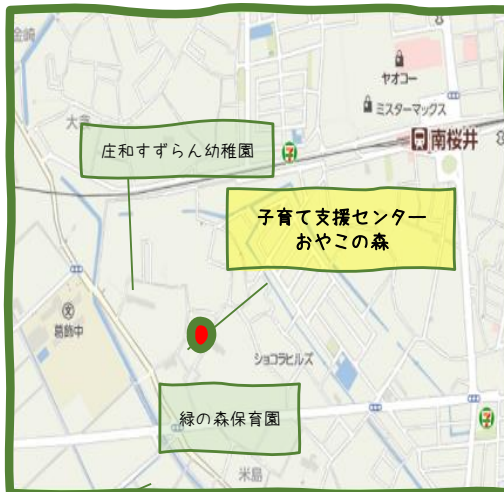 金崎
ヤオコー
ミスターマックス
大衾
南桜井
庄和すずらん幼稚園
子育て支援センター
おやこの森
葛飾中
ショコラヒルズ
緑の森保育園
米島